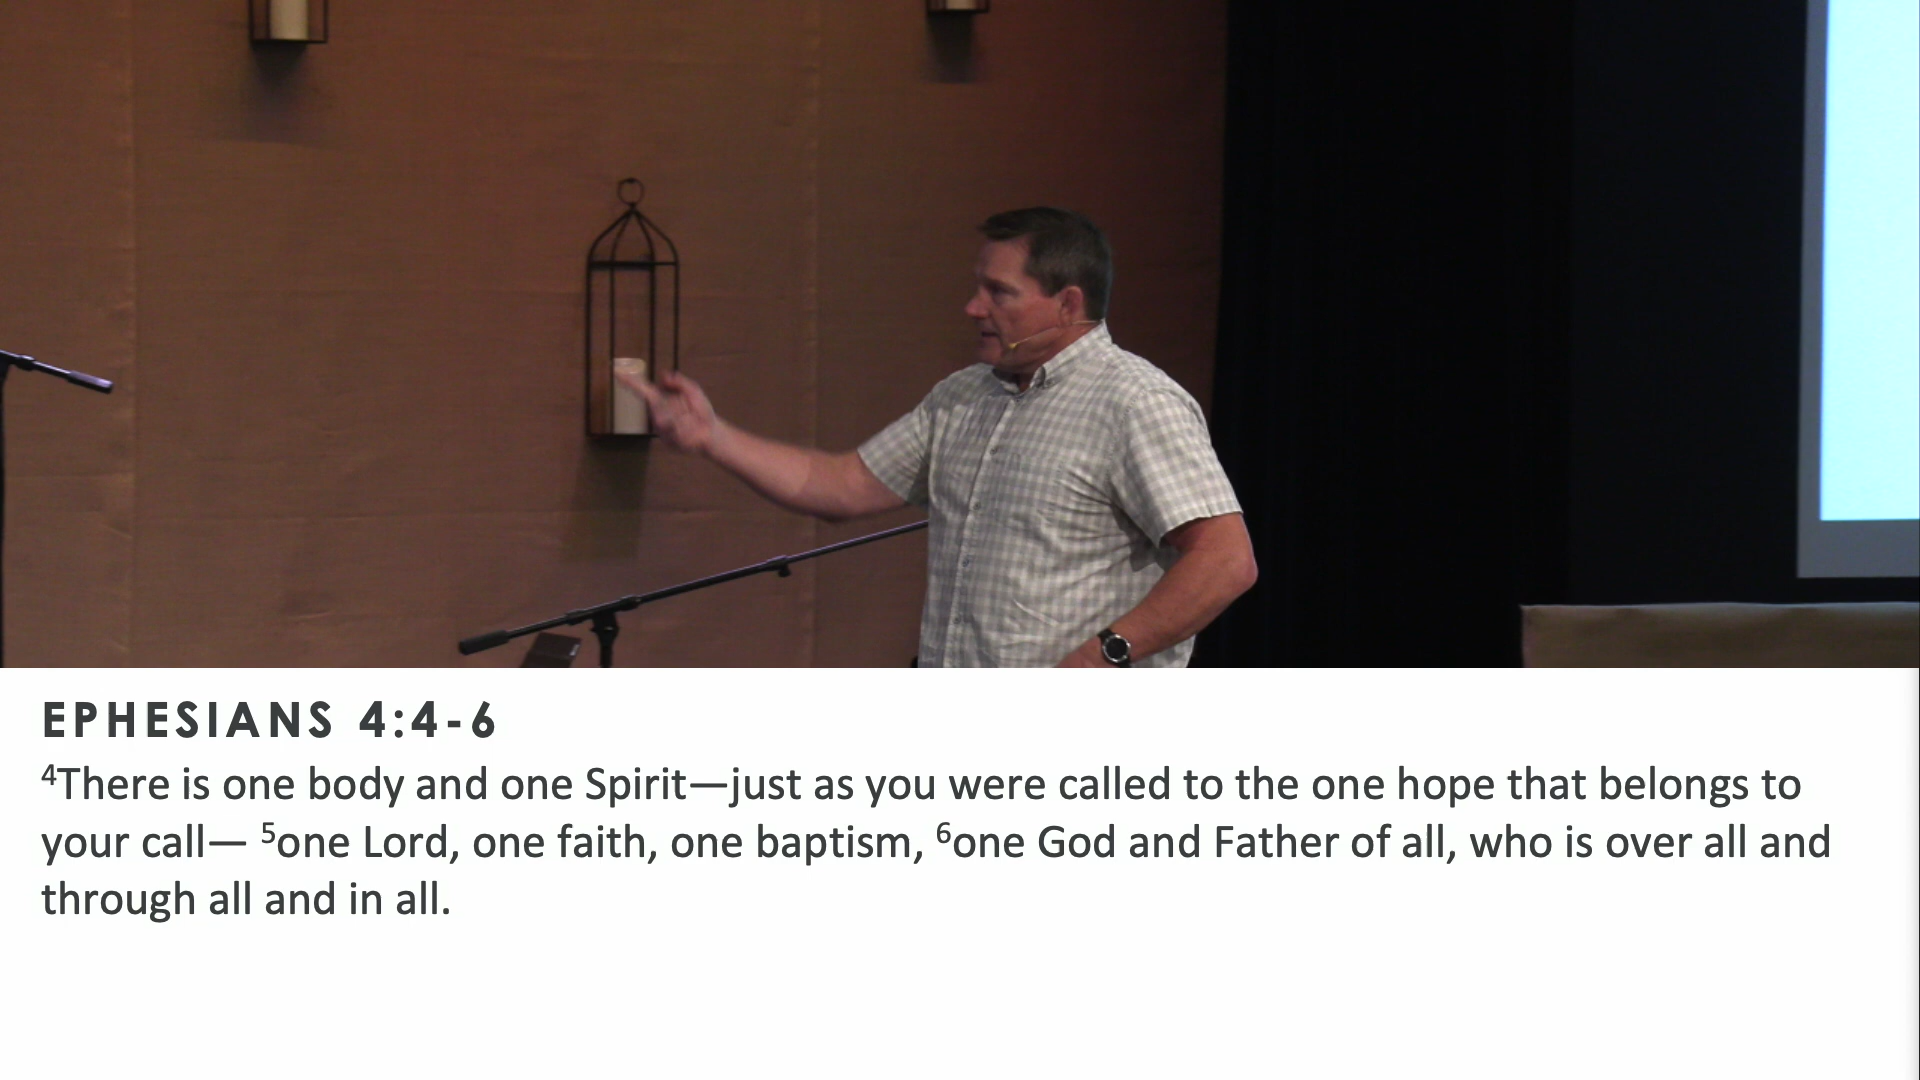 EPHESIANS 4:4-6
⁴There is one body and one Spirit—just as you were called to the one hope that belongs to
your call— ⁵one Lord, one faith, one baptism, ⁶one God and Father of all, who is over all and
through all and in all.